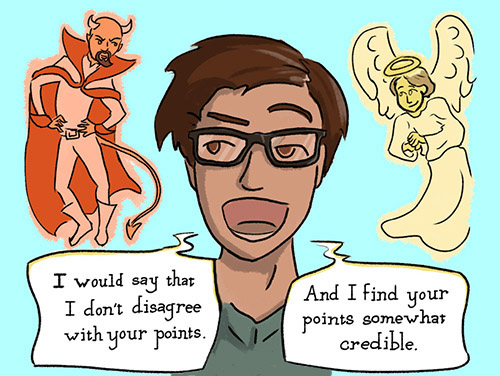 I would say that
I don't disagree
with your points.
And I find your
points somewhat
credible.